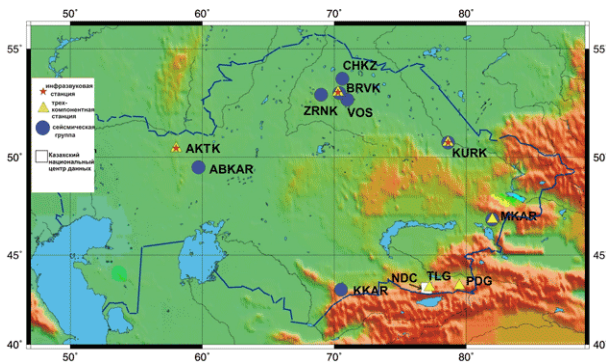 50 60 70 80
55 55
CHKZ
инфразвуковая
станция
BRVK
трех-
компонентная
станция
ZRNK VOS
сейсмическая
группа
50 AKTK KURK 50
Казахский
национальный
центр данных
ABKAR
MKAR
45 45
NDC TLG PDG
KKAR
40 40
50 60 70 80